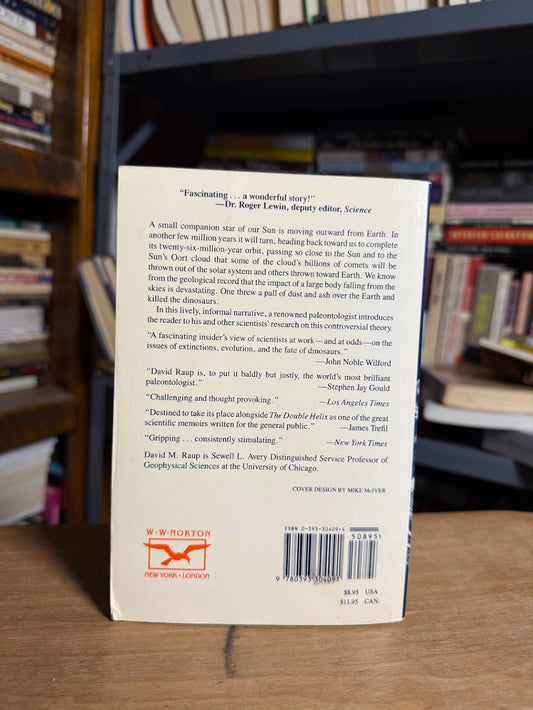 “Fascinating . . . a wonderful story!”
—Dr. Roger Lewin, deputy editor, Science
A small companion star of our Sun is moving outward from Earth. In
another few million years it will turn, heading back toward us to complete
its twenty-six-million-year orbit, passing so close to the Sun and to the
Sun's Oort cloud that some of the cloud's billions of comets will be
thrown out of the solar system and others thrown toward Earth. We know
from the geological record that the impact of a large body falling from the
skies is devastating. One threw a pall of dust and ash over the Earth and
killed the dinosaurs.
In this lively, informal narrative, a renowned paleontologist introduces
the reader to his and other scientists' research on this controversial theory.
“A fascinating insider's view of scientists at work—and at odds—on the
issues of extinctions, evolution, and the fate of dinosaurs.”
—John Noble Wilford
“David Raup is, to put it baldly but justly, the world's most brilliant
paleontologist.”
—Stephen Jay Gould
“Challenging and thought provoking.”
—Los Angeles Times
“Destined to take its place alongside The Double Helix as one of the great
scientific memoirs written for the general public.”
—James Trefil
“Gripping . . . consistently stimulating.”
—New York Times
David M. Raup is Sewell L. Avery Distinguished Service Professor of
Geophysical Sciences at the University of Chicago.
COVER DESIGN BY MIKE McIVER
ISBN 0-393-30409-4
50895>
9 780393 304091
W·W·NORTON
NEW YORK · LONDON
$8.95 USA
$11.95 CAN.